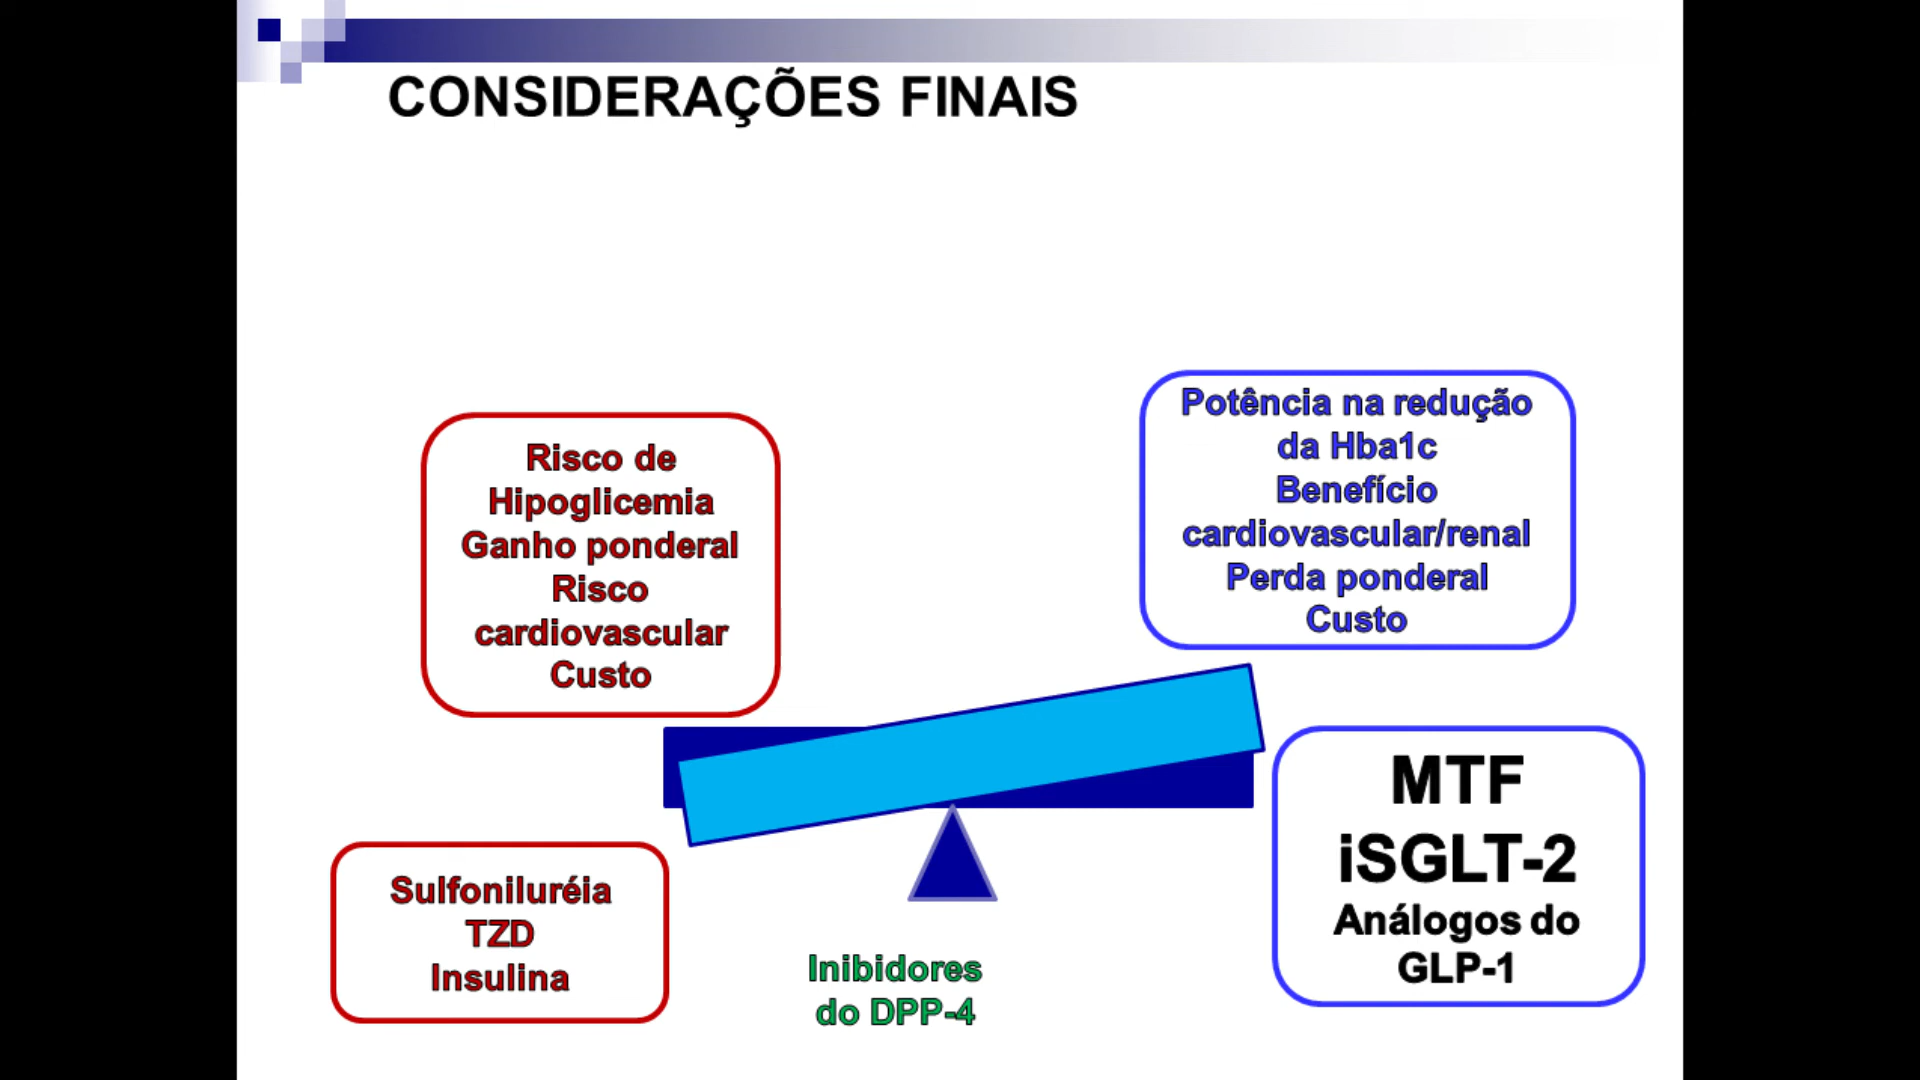 CONSIDERAÇÕES FINAIS
Risco de
Hipoglicemia
Ganho ponderal
Risco
cardiovascular
Custo
Potência na redução
da Hba1c
Benefício
cardiovascular/renal
Perda ponderal
Custo
Sulfoniluréia
TZD
Insulina
Inibidores
do DPP-4
MTF
iSGLT-2
Análogos do
GLP-1